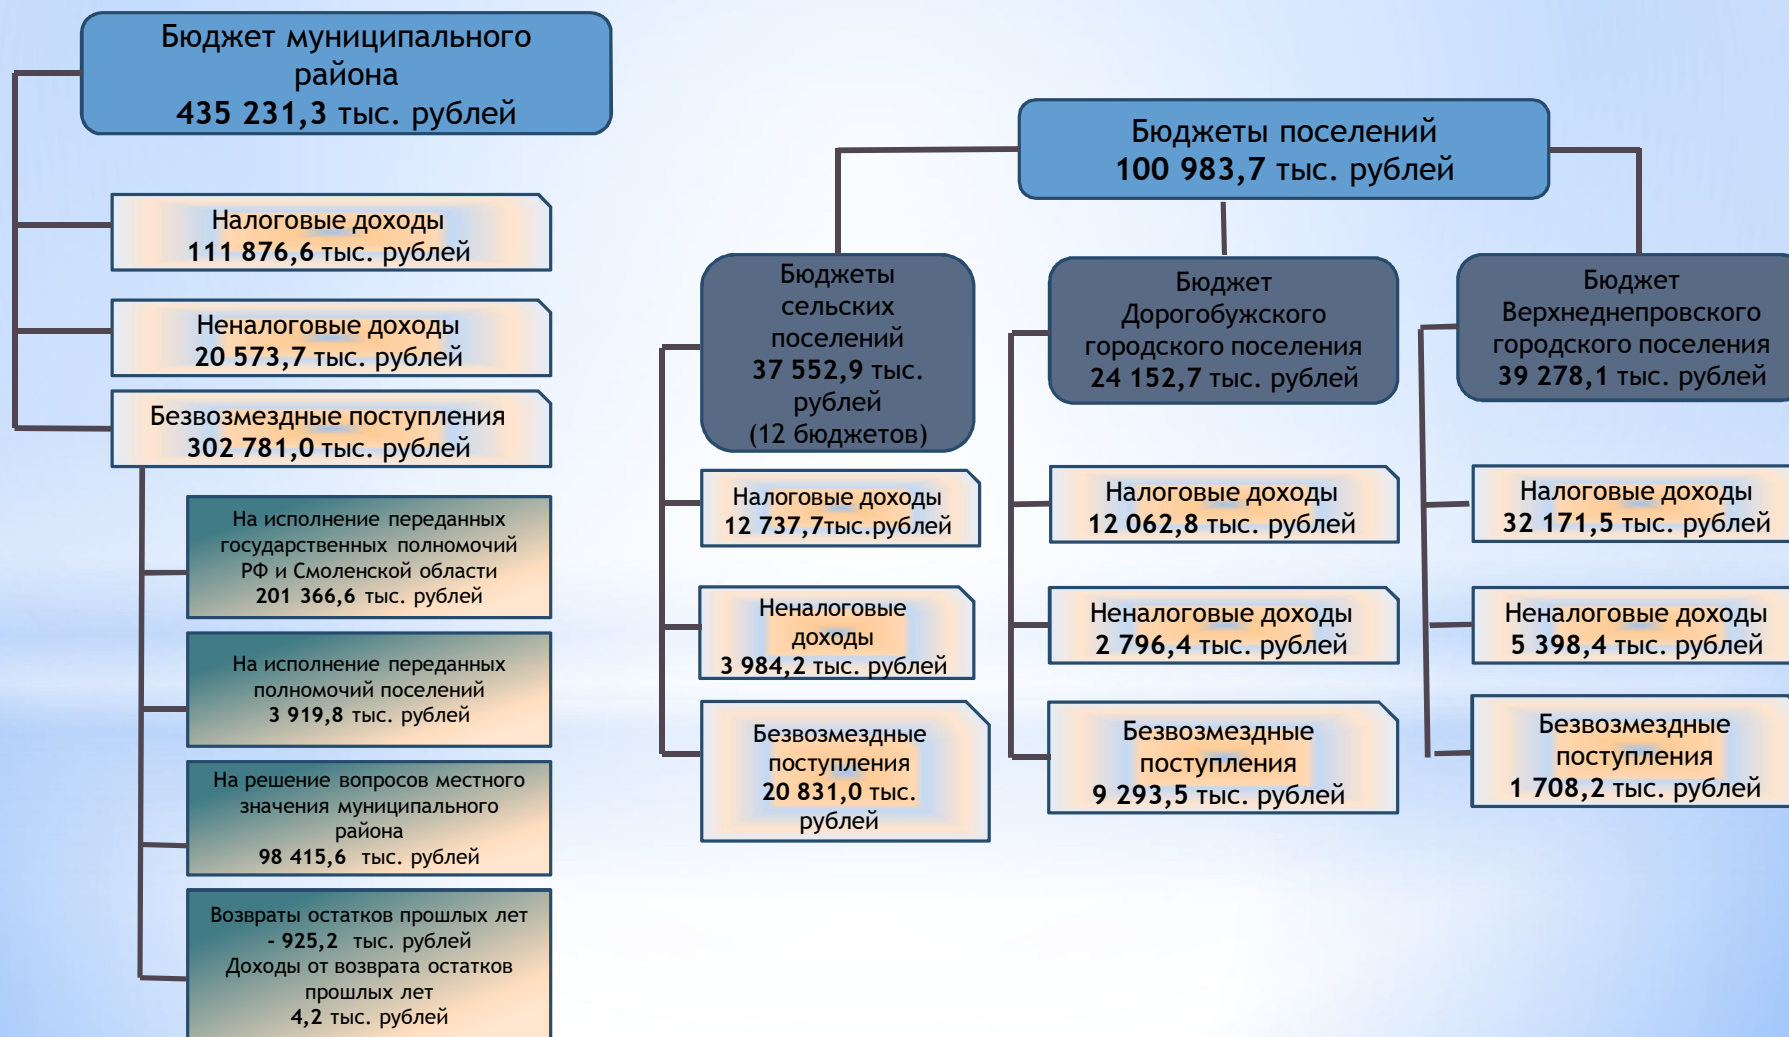 Бюджет муниципального
района
435 231,3 тыс. рублей
Налоговые доходы
111 876,6 тыс. рублей
Неналоговые доходы
20 573,7 тыс. рублей
Безвозмездные поступления
302 781,0 тыс. рублей
На исполнение переданных
государственных полномочий
РФ и Смоленской области
201 366,6 тыс. рублей
На исполнение переданных
полномочий поселений
3 919,8 тыс. рублей
На решение вопросов местного
значения муниципального
района
98 415,6 тыс. рублей
Возвраты остатков прошлых лет
- 925,2 тыс. рублей
Доходы от возврата остатков
прошлых лет
4,2 тыс. рублей
Бюджеты поселений
100 983,7 тыс. рублей
Бюджеты
сельских
поселений
37 552,9 тыс.
рублей
(12 бюджетов)
Налоговые доходы
12 737,7тыс.рублей
Неналоговые
доходы
3 984,2 тыс. рублей
Безвозмездные
поступления
20 831,0 тыс.
рублей
Бюджет
Дорогобужского
городского поселения
24 152,7 тыс. рублей
Налоговые доходы
12 062,8 тыс. рублей
Неналоговые доходы
2 796,4 тыс. рублей
Безвозмездные
поступления
9 293,5 тыс. рублей
Бюджет
Верхнеднепровского
городского поселения
39 278,1 тыс. рублей
Налоговые доходы
32 171,5 тыс. рублей
Неналоговые доходы
5 398,4 тыс. рублей
Безвозмездные
поступления
1 708,2 тыс. рублей